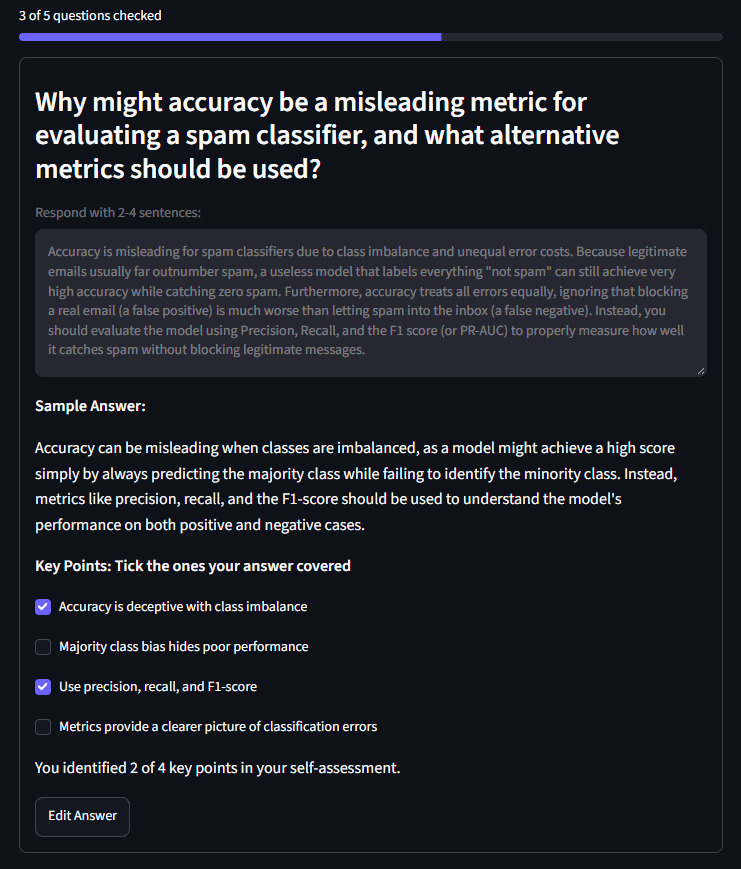 3 of 5 questions checked
Why might accuracy be a misleading metric for
evaluating a spam classifier, and what alternative
metrics should be used?
Respond with 2-4 sentences:
Accuracy is misleading for spam classifiers due to class imbalance and unequal error costs. Because legitimate
emails usually far outnumber spam, a useless model that labels everything "not spam" can still achieve very
high accuracy while catching zero spam. Furthermore, accuracy treats all errors equally, ignoring that blocking
a real email (a false positive) is much worse than letting spam into the inbox (a false negative). Instead, you
should evaluate the model using Precision, Recall, and the F1 score (or PR-AUC) to properly measure how well
it catches spam without blocking legitimate messages.
Sample Answer:
Accuracy can be misleading when classes are imbalanced, as a model might achieve a high score
simply by always predicting the majority class while failing to identify the minority class. Instead,
metrics like precision, recall, and the F1-score should be used to understand the model's
performance on both positive and negative cases.
Key Points: Tick the ones your answer covered
Accuracy is deceptive with class imbalance
Majority class bias hides poor performance
Use precision, recall, and F1-score
Metrics provide a clearer picture of classification errors
You identified 2 of 4 key points in your self-assessment.
Edit Answer